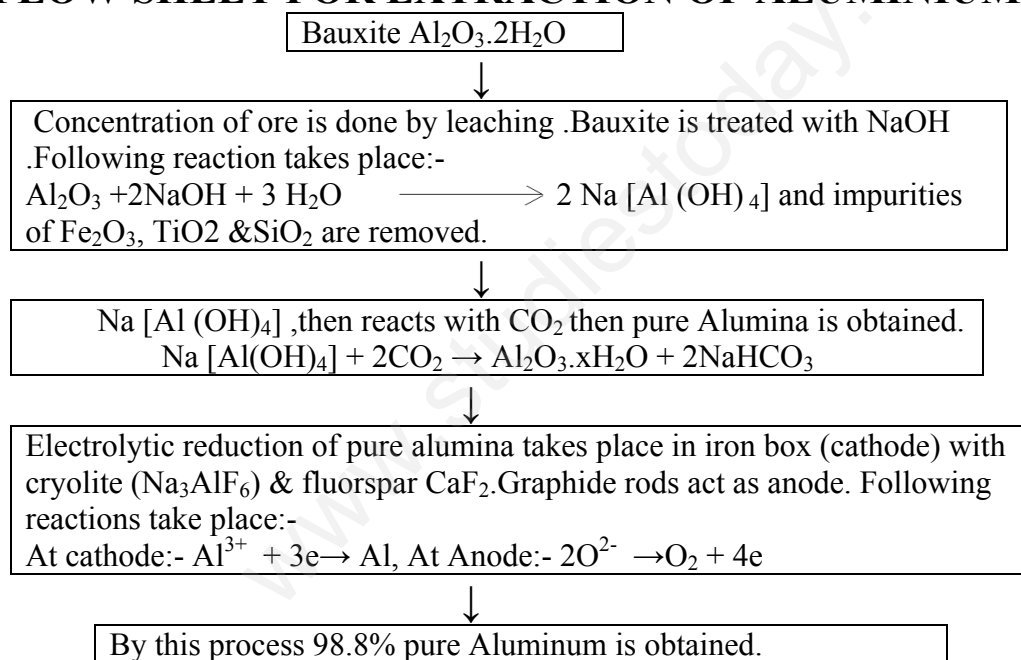 FLOW SHEET FOR EXTRACTION OF ALUMINIUM
Bauxite Al₂O₃.2H₂O
↓
Concentration of ore is done by leaching .Bauxite is treated with NaOH
.Following reaction takes place:-
Al₂O₃ +2NaOH + 3 H₂O ⟶ 2 Na [Al (OH) ₄] and impurities
of Fe₂O₃, TiO2 &SiO₂ are removed.
↓
Na [Al (OH)₄] ,then reacts with CO₂ then pure Alumina is obtained.
Na [Al(OH)₄] + 2CO₂ → Al₂O₃.xH₂O + 2NaHCO₃
↓
Electrolytic reduction of pure alumina takes place in iron box (cathode) with
cryolite (Na₃AlF₆) & fluorspar CaF₂.Graphide rods act as anode. Following
reactions take place:-
At cathode:- Al³⁺ + 3e→ Al, At Anode:- 2O²⁻ →O₂ + 4e
↓
By this process 98.8% pure Aluminum is obtained.
www.studiestoday.